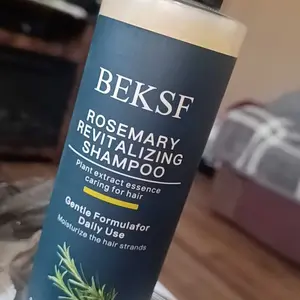 BEKSF
ROSEMARY
REVITALIZING
SHAMPOO
Plant extract essence
caring for hair
Gentle Formulafor
Daily Use
Moisturize the hair strands